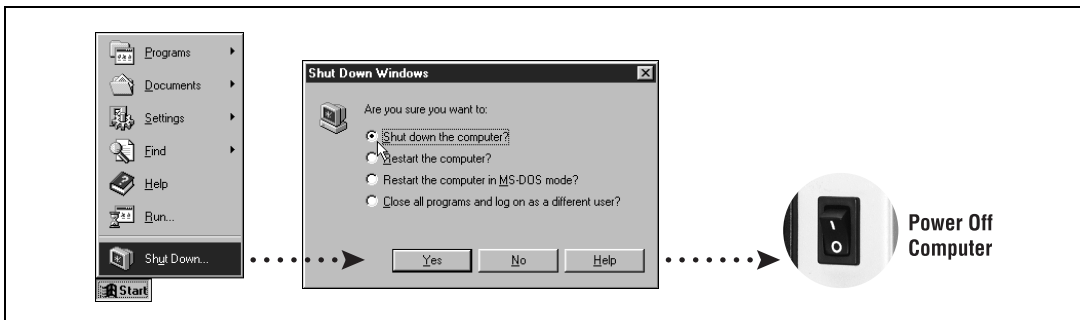 Programs
Documents
Settings
Find
Help
Run...
Shut Down...
Start
Shut Down Windows
Are you sure you want to:
Shut down the computer?
Restart the computer?
Restart the computer in MS-DOS mode?
Close all programs and log on as a different user?
Yes
No
Help
Power Off
Computer